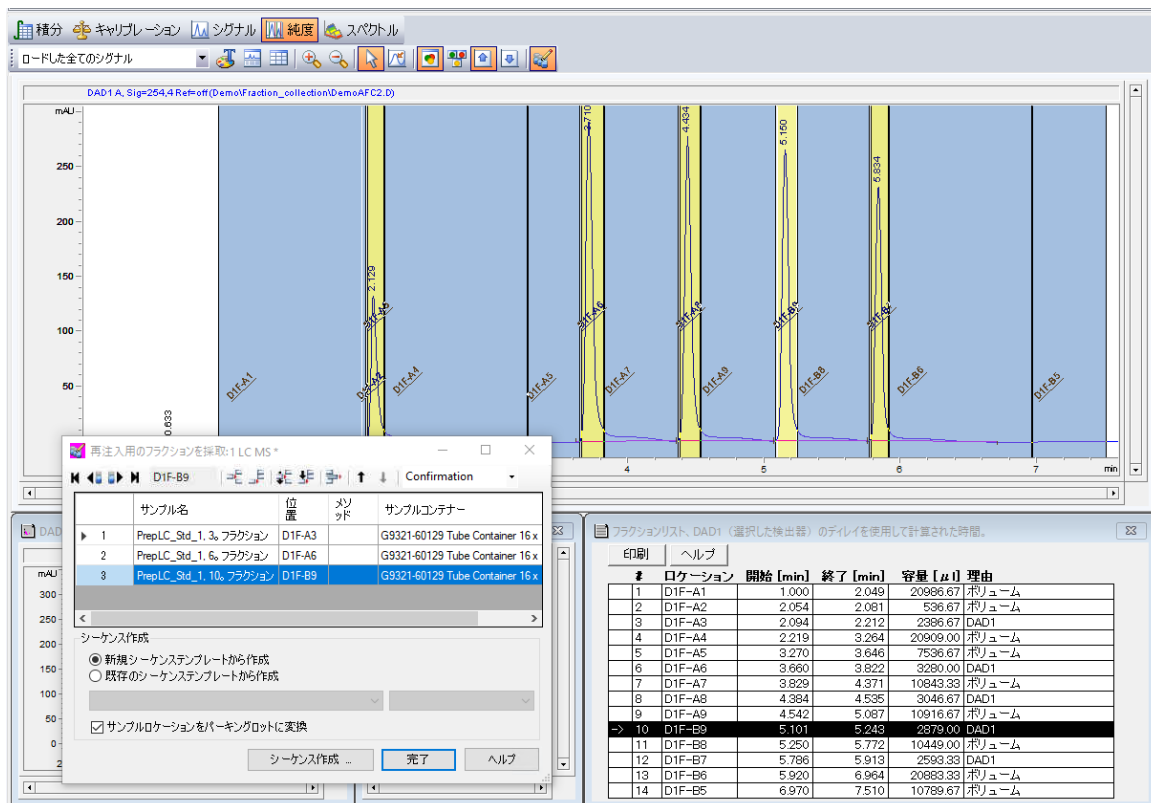 積分 キャリブレーション シグナル 純度 スペクトル
ロードした全てのシグナル
DAD1 A, Sig=254,4 Ref=off (Demo\Fraction_collection\DemoAFC2.D)
mAU
250
200
150
100
50
0.633
2.129
3.710
4.434
5.150
5.834
D1F-A1
D1F-A2
D1F-A4
D1F-A5
D1F-A6
D1F-A7
D1F-A8
D1F-A9
D1F-B9
D1F-B8
D1F-B7
D1F-B6
D1F-B5
4 5 6 7 min
再注入用のフラクションを採取:1 LC MS *
D1F-B9 Confirmation
サンプル名 位置 メソッド サンプルコンテナー
1 PrepLC_Std_1, 3。フラクション D1F-A3 G9321-60129 Tube Container 16 x
2 PrepLC_Std_1, 6。フラクション D1F-A6 G9321-60129 Tube Container 16 x
3 PrepLC_Std_1, 10。フラクション D1F-B9 G9321-60129 Tube Container 16 x
シーケンス作成
新規シーケンステンプレートから作成
既存のシーケンステンプレートから作成
サンプルロケーションをパーキングロットに変換
シーケンス作成 ... 完了 ヘルプ
DAD
mAU
300
250
200
150
100
50
0
2
フラクションリスト, DAD1 (選択した検出器) のディレイを使用して計算された時間。
印刷 ヘルプ
# ロケーション 開始 [min] 終了 [min] 容量 [µl] 理由
1 D1F-A1 1.000 2.049 20986.67 ボリューム
2 D1F-A2 2.054 2.081 536.67 ボリューム
3 D1F-A3 2.094 2.212 2386.67 DAD1
4 D1F-A4 2.219 3.264 20909.00 ボリューム
5 D1F-A5 3.270 3.646 7536.67 ボリューム
6 D1F-A6 3.660 3.822 3280.00 DAD1
7 D1F-A7 3.829 4.371 10843.33 ボリューム
8 D1F-A8 4.384 4.535 3046.67 DAD1
9 D1F-A9 4.542 5.087 10916.67 ボリューム
-> 10 D1F-B9 5.101 5.243 2879.00 DAD1
11 D1F-B8 5.250 5.772 10449.00 ボリューム
12 D1F-B7 5.786 5.913 2593.33 DAD1
13 D1F-B6 5.920 6.964 20883.33 ボリューム
14 D1F-B5 6.970 7.510 10789.67 ボリューム